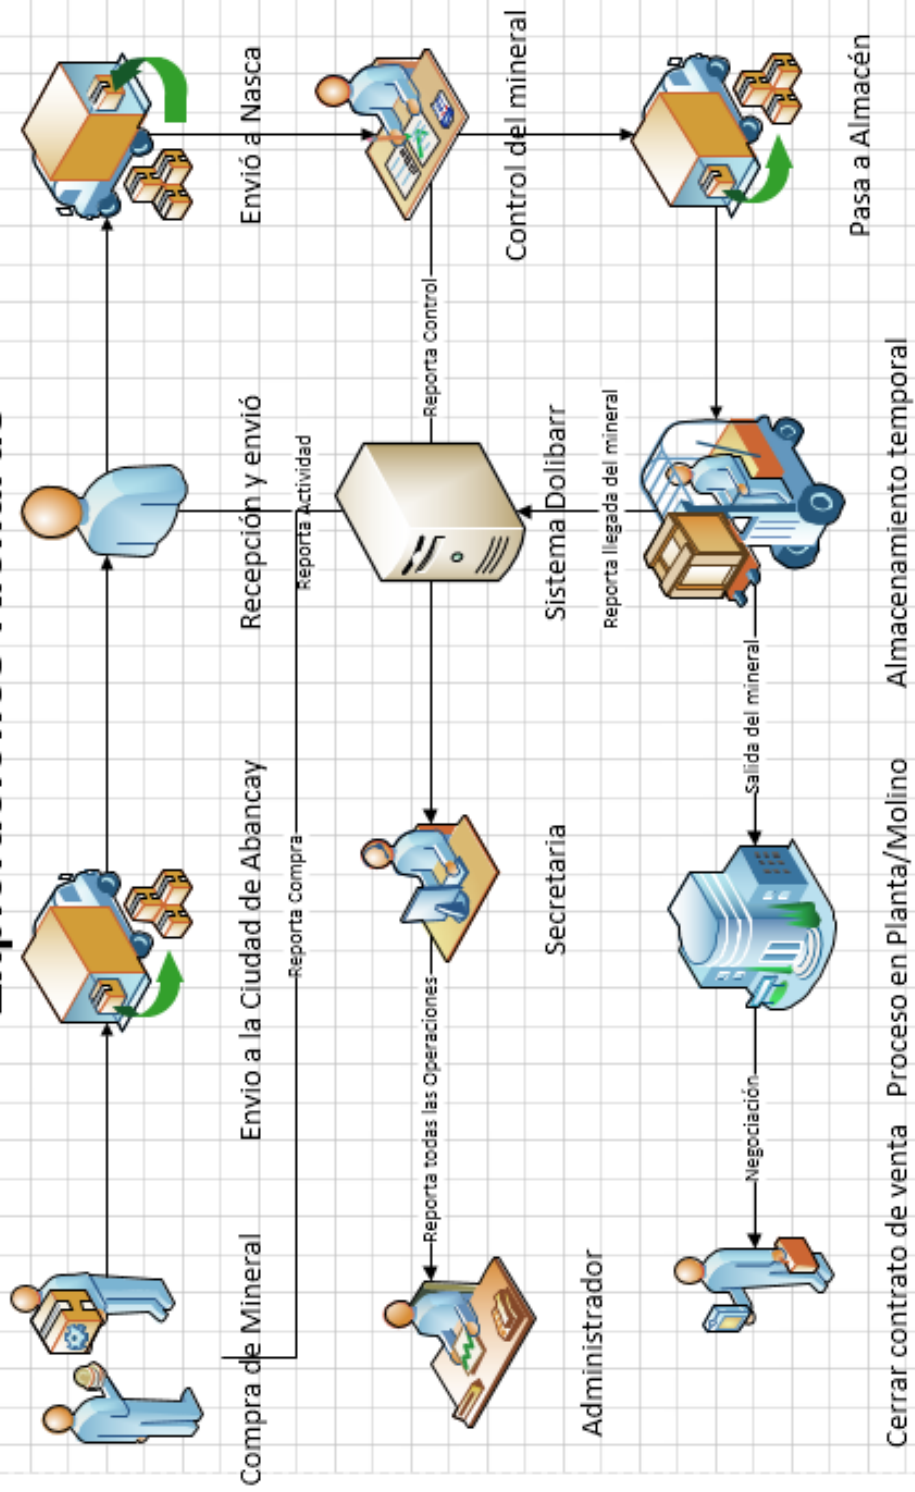 Compra de Mineral
Envio a la Ciudad de Abancay
Recepción y envió
Envió a Nasca
Reporta Compra
Reporta Actividad
Reporta Control
Reporta todas las Operaciones
Administrador
Secretaria
Sistema Dolibarr
Control del mineral
Reporta llegada del mineral
Negociación
Salida del mineral
Cerrar contrato de venta
Proceso en Planta/Molino
Almacenamiento temporal
Pasa a Almacén